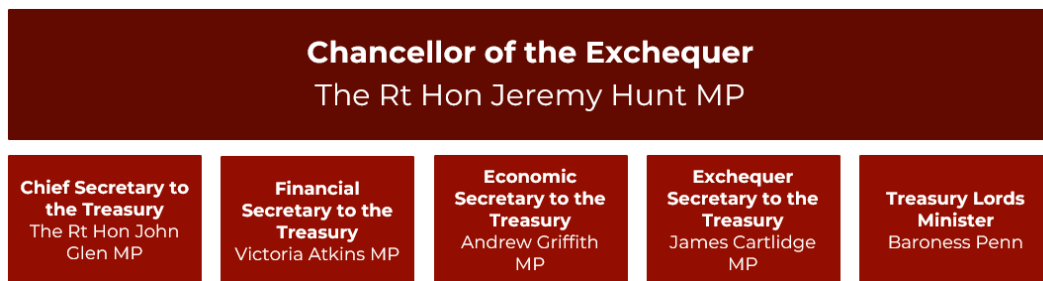 Chancellor of the Exchequer
The Rt Hon Jeremy Hunt MP
Chief Secretary to
the Treasury
The Rt Hon John
Glen MP
Financial
Secretary to the
Treasury
Victoria Atkins MP
Economic
Secretary to the
Treasury
Andrew Griffith
MP
Exchequer
Secretary to the
Treasury
James Cartlidge
MP
Treasury Lords
Minister
Baroness Penn